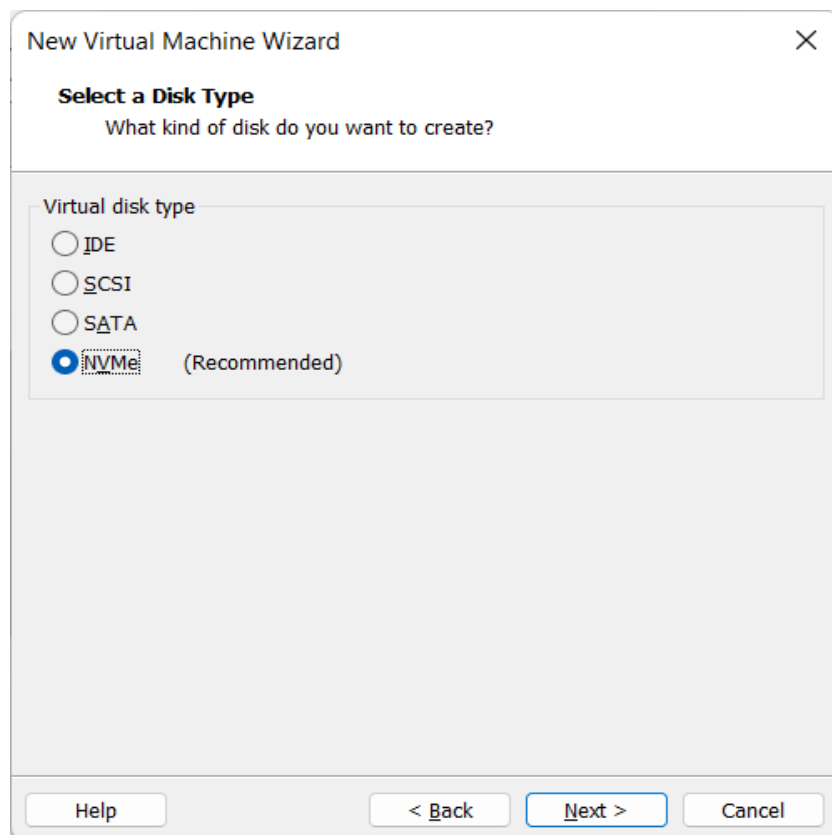 New Virtual Machine Wizard
Select a Disk Type
What kind of disk do you want to create?
Virtual disk type
IDE
SCSI
SATA
NVMe (Recommended)
Help < Back Next > Cancel